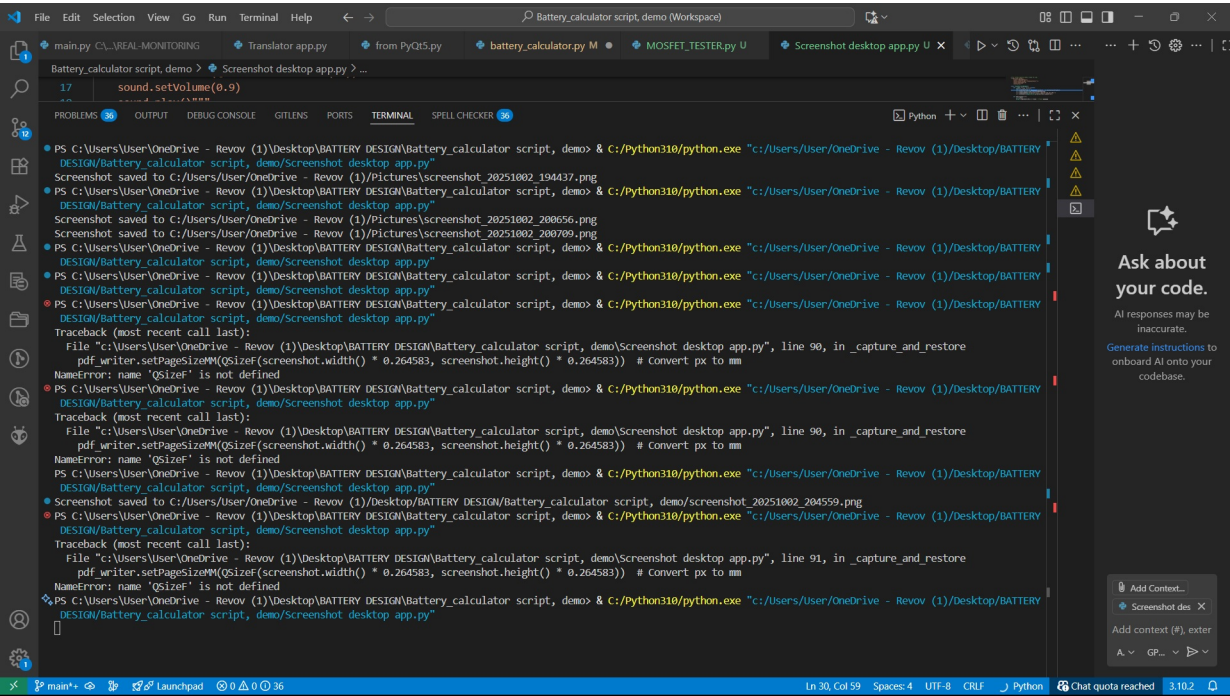 File Edit Selection View Go Run Terminal Help
Battery_calculator script, demo (Workspace)
main.py C:\...\REAL-MONITORING
Translator app.py
from PyQt5.py
battery_calculator.py M
MOSFET_TESTER.py U
Screenshot desktop app.py U
Battery_calculator script, demo > Screenshot desktop app.py > ...
17 sound.setVolume(0.9)
PROBLEMS 36 OUTPUT DEBUG CONSOLE GITLENS PORTS TERMINAL SPELL CHECKER 36
Python
PS C:\Users\User\OneDrive - Revov (1)\Desktop\BATTERY DESIGN\Battery_calculator script, demo> & C:/Python310/python.exe "c:/Users/User/OneDrive - Revov (1)/Desktop/BATTERY
DESIGN/Battery_calculator script, demo/Screenshot desktop app.py"
Screenshot saved to C:/Users/User/OneDrive - Revov (1)/Pictures\screenshot_20251002_194437.png
PS C:\Users\User\OneDrive - Revov (1)\Desktop\BATTERY DESIGN\Battery_calculator script, demo> & C:/Python310/python.exe "c:/Users/User/OneDrive - Revov (1)/Desktop/BATTERY
DESIGN/Battery_calculator script, demo/Screenshot desktop app.py"
Screenshot saved to C:/Users/User/OneDrive - Revov (1)/Pictures\screenshot_20251002_200656.png
Screenshot saved to C:/Users/User/OneDrive - Revov (1)/Pictures\screenshot_20251002_200709.png
PS C:\Users\User\OneDrive - Revov (1)\Desktop\BATTERY DESIGN\Battery_calculator script, demo> & C:/Python310/python.exe "c:/Users/User/OneDrive - Revov (1)/Desktop/BATTERY
DESIGN/Battery_calculator script, demo/Screenshot desktop app.py"
PS C:\Users\User\OneDrive - Revov (1)\Desktop\BATTERY DESIGN\Battery_calculator script, demo> & C:/Python310/python.exe "c:/Users/User/OneDrive - Revov (1)/Desktop/BATTERY
DESIGN/Battery_calculator script, demo/Screenshot desktop app.py"
PS C:\Users\User\OneDrive - Revov (1)\Desktop\BATTERY DESIGN\Battery_calculator script, demo> & C:/Python310/python.exe "c:/Users/User/OneDrive - Revov (1)/Desktop/BATTERY
DESIGN/Battery_calculator script, demo/Screenshot desktop app.py"
Traceback (most recent call last):
File "c:\Users\User\OneDrive - Revov (1)\Desktop\BATTERY DESIGN\Battery_calculator script, demo\Screenshot desktop app.py", line 90, in _capture_and_restore
pdf_writer.setPageSizeMM(QSizeF(screenshot.width() * 0.264583, screenshot.height() * 0.264583)) # Convert px to mm
NameError: name 'QSizeF' is not defined
PS C:\Users\User\OneDrive - Revov (1)\Desktop\BATTERY DESIGN\Battery_calculator script, demo> & C:/Python310/python.exe "c:/Users/User/OneDrive - Revov (1)/Desktop/BATTERY
DESIGN/Battery_calculator script, demo/Screenshot desktop app.py"
Traceback (most recent call last):
File "c:\Users\User\OneDrive - Revov (1)\Desktop\BATTERY DESIGN\Battery_calculator script, demo\Screenshot desktop app.py", line 90, in _capture_and_restore
pdf_writer.setPageSizeMM(QSizeF(screenshot.width() * 0.264583, screenshot.height() * 0.264583)) # Convert px to mm
NameError: name 'QSizeF' is not defined
PS C:\Users\User\OneDrive - Revov (1)\Desktop\BATTERY DESIGN\Battery_calculator script, demo> & C:/Python310/python.exe "c:/Users/User/OneDrive - Revov (1)/Desktop/BATTERY
DESIGN/Battery_calculator script, demo/Screenshot desktop app.py"
Screenshot saved to C:/Users/User/OneDrive - Revov (1)/Desktop/BATTERY DESIGN/Battery_calculator script, demo/screenshot_20251002_204559.png
PS C:\Users\User\OneDrive - Revov (1)\Desktop\BATTERY DESIGN\Battery_calculator script, demo> & C:/Python310/python.exe "c:/Users/User/OneDrive - Revov (1)/Desktop/BATTERY
DESIGN/Battery_calculator script, demo/Screenshot desktop app.py"
Traceback (most recent call last):
File "c:\Users\User\OneDrive - Revov (1)\Desktop\BATTERY DESIGN\Battery_calculator script, demo\Screenshot desktop app.py", line 91, in _capture_and_restore
pdf_writer.setPageSizeMM(QSizeF(screenshot.width() * 0.264583, screenshot.height() * 0.264583)) # Convert px to mm
NameError: name 'QSizeF' is not defined
PS C:\Users\User\OneDrive - Revov (1)\Desktop\BATTERY DESIGN\Battery_calculator script, demo> & C:/Python310/python.exe "c:/Users/User/OneDrive - Revov (1)/Desktop/BATTERY
DESIGN/Battery_calculator script, demo/Screenshot desktop app.py"
Ask about
your code.
AI responses may be
inaccurate.
Generate instructions to
onboard AI onto your
codebase.
Add Context...
Screenshot des
Add context (#), exter
A. GP...
1
12
1
main*+ Launchpad 0 0 36
Ln 30, Col 59 Spaces: 4 UTF-8 CRLF Python Chat quota reached 3.10.2